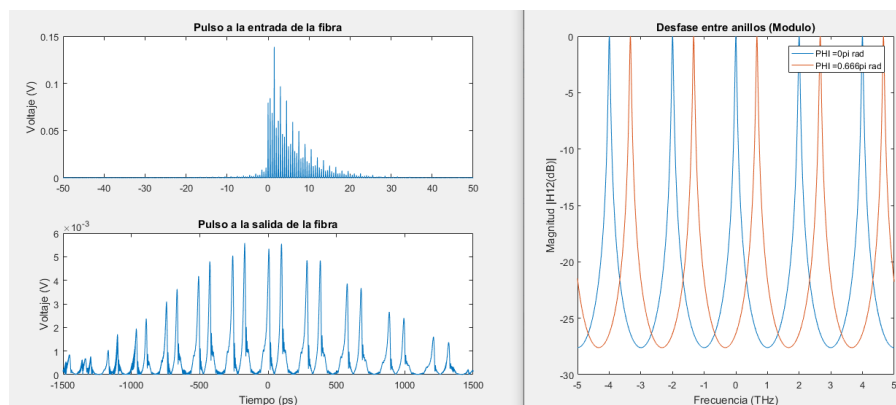 Pulso a la entrada de la fibra
Voltaje (V)
0.15
0.1
0.05
0
-50 -40 -30 -20 -10 0 10 20 30 40 50
Pulso a la salida de la fibra
×10⁻³
Voltaje (V)
6
5
4
3
2
1
0
-1500 -1000 -500 0 500 1000 1500
Tiempo (ps)
Desfase entre anillos (Modulo)
PHI =0pi rad
PHI =0.666pi rad
Magnitud |H12(dB)|
0
-5
-10
-15
-20
-25
-30
-5 -4 -3 -2 -1 0 1 2 3 4 5
Frecuencia (THz)